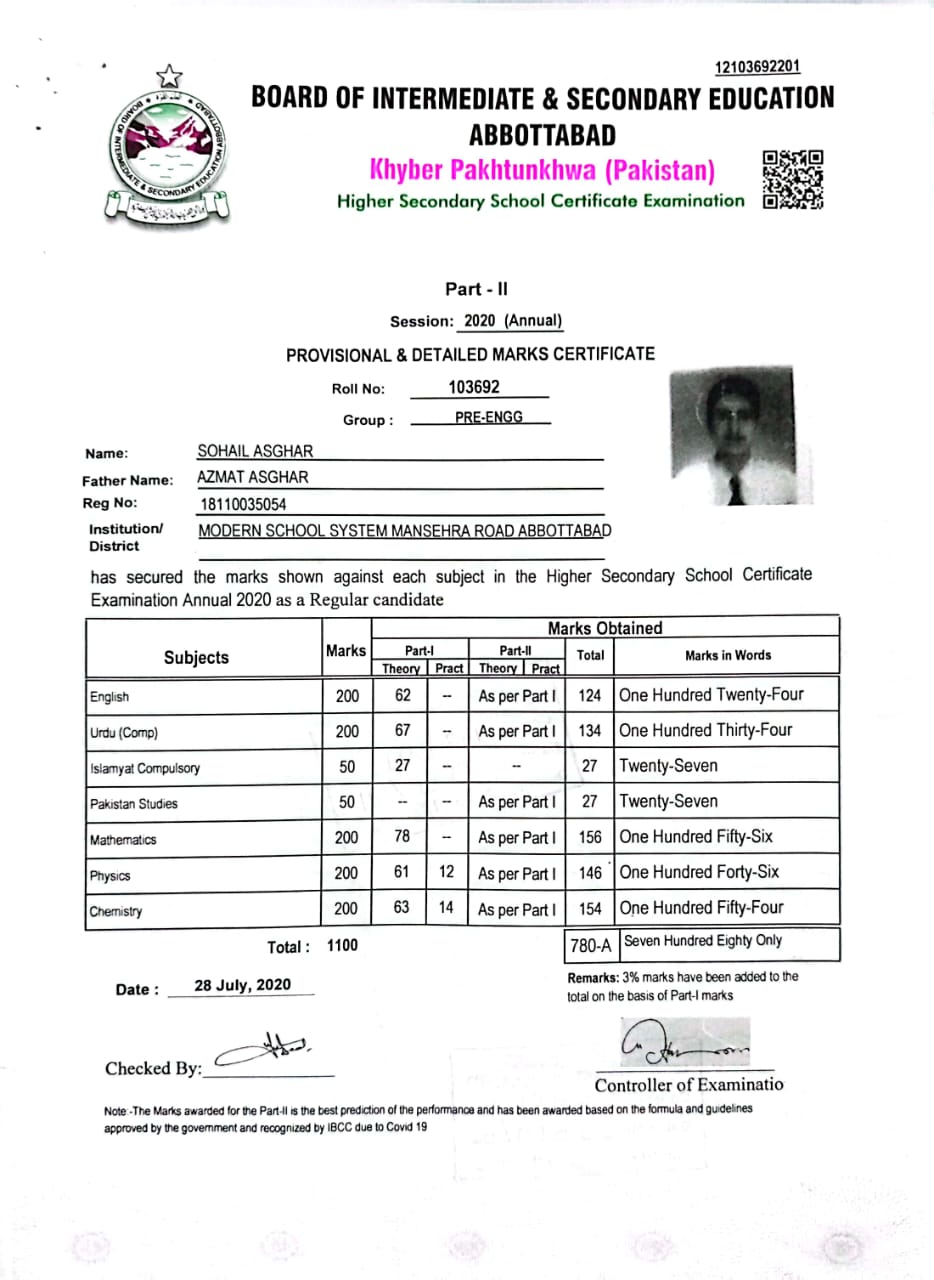 12103692201
BOARD OF INTERMEDIATE & SECONDARY EDUCATION
ABBOTTABAD
Khyber Pakhtunkhwa (Pakistan)
Higher Secondary School Certificate Examination
BOARD OF INTERMEDIATE & SECONDARY EDUCATION ABBOTTABAD
Part - II
Session: 2020 (Annual)
PROVISIONAL & DETAILED MARKS CERTIFICATE
Roll No: 103692
Group : PRE-ENGG
Name: SOHAIL ASGHAR
Father Name: AZMAT ASGHAR
Reg No: 18110035054
Institution/ MODERN SCHOOL SYSTEM MANSEHRA ROAD ABBOTTABAD
District
has secured the marks shown against each subject in the Higher Secondary School Certificate
Examination Annual 2020 as a Regular candidate
Subjects Marks Marks Obtained
Part-I Part-II Total Marks in Words
Theory Pract Theory Pract
English 200 62 -- As per Part I 124 One Hundred Twenty-Four
Urdu (Comp) 200 67 -- As per Part I 134 One Hundred Thirty-Four
Islamyat Compulsory 50 27 -- -- 27 Twenty-Seven
Pakistan Studies 50 -- -- As per Part I 27 Twenty-Seven
Mathematics 200 78 -- As per Part I 156 One Hundred Fifty-Six
Physics 200 61 12 As per Part I 146 One Hundred Forty-Six
Chemistry 200 63 14 As per Part I 154 One Hundred Fifty-Four
Total : 1100 780-A Seven Hundred Eighty Only
Remarks: 3% marks have been added to the
total on the basis of Part-I marks
Date : 28 July, 2020
Checked By:
Controller of Examinatio
Note:-The Marks awarded for the Part-II is the best prediction of the performance and has been awarded based on the formula and guidelines
approved by the government and recognized by IBCC due to Covid 19